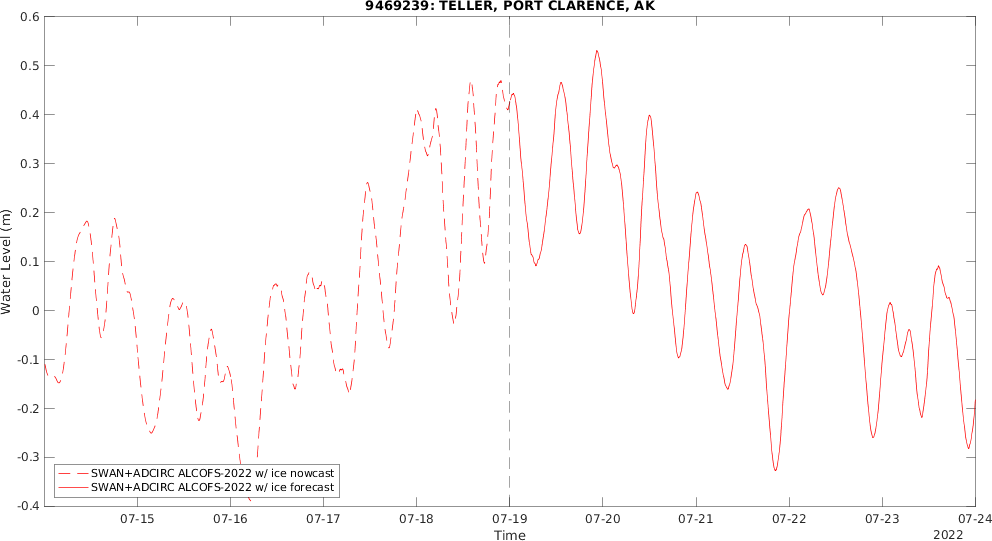 9469239: TELLER, PORT CLARENCE, AK
0.6
0.5
0.4
0.3
0.2
0.1
0
-0.1
-0.2
-0.3
-0.4
Water Level (m)
SWAN+ADCIRC ALCOFS-2022 w/ ice nowcast
SWAN+ADCIRC ALCOFS-2022 w/ ice forecast
07-15 07-16 07-17 07-18 07-19 07-20 07-21 07-22 07-23 07-24
Time
2022